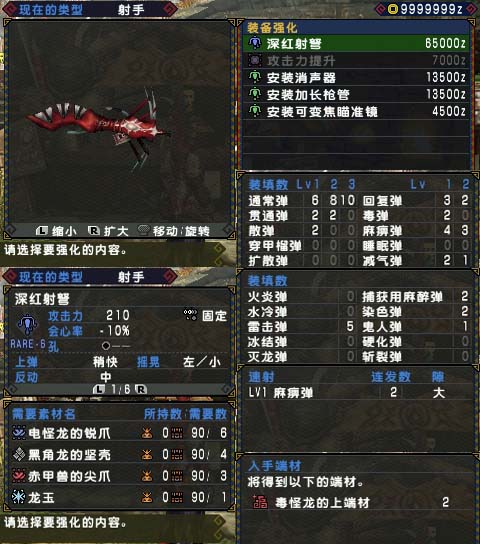 现在的类型 射手
9999999z
缩小 扩大 移动/旋转
请选择要强化的内容。
装备强化
深红射弩 65000z
攻击力提升 7000z
安装消声器 13500z
安装加长枪管 13500z
安装可变焦瞄准镜 4500z
装填数 Lv1 2 3 Lv 1 2
通常弹 6 8 10 回复弹 3 2
贯通弹 2 2 0 毒弹 2 0
散弹 2 0 0 麻痹弹 4 3
穿甲榴弹 0 0 0 睡眠弹 0 0
扩散弹 0 0 0 减气弹 2 1
现在的类型 射手
深红射弩
攻击力 210 固定
会心率 -10%
RARE-6 孔 ●――
上弹 稍快 摇晃 左/小
反动 中
L 1/6 R
装填数
火炎弹 0 捕获用麻醉弹 2
水冷弹 0 染色弹 2
雷击弹 5 鬼人弹 1
冰结弹 0 硬化弹 0
灭龙弹 0 斩裂弹 0
速射 连发数 隙
LV1 麻痹弹 2 大
需要素材名 所持数 需要数
电怪龙的锐爪 0 90/ 6
黑角龙的坚壳 0 90/ 4
赤甲兽的尖爪 0 90/ 3
龙玉 0 90/ 1
请选择要强化的内容。
入手端材
将得到以下的端材。
毒怪龙的上端材 2